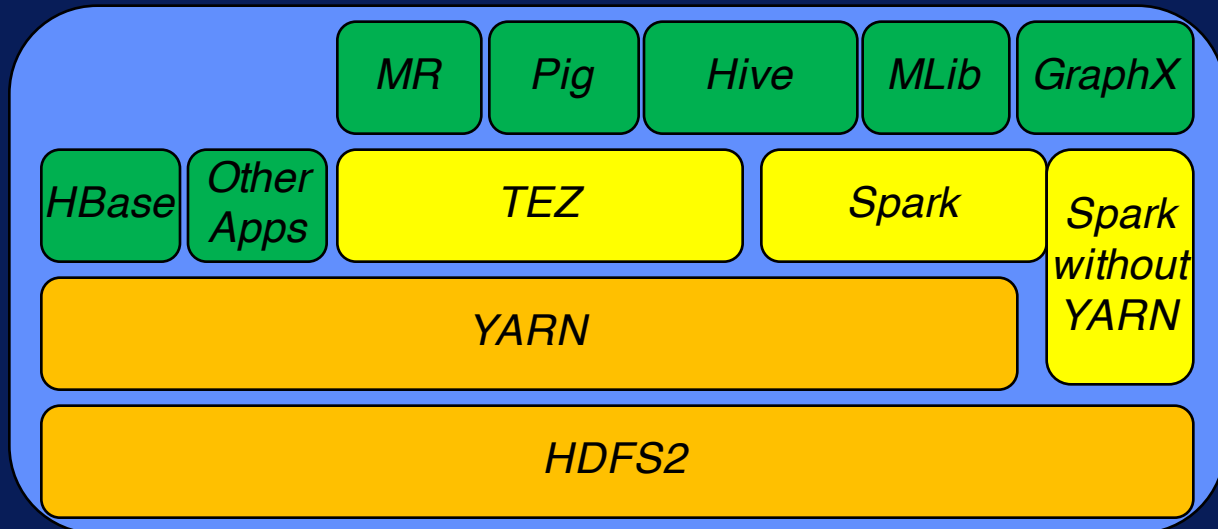 MR
Pig
Hive
MLib
GraphX
HBase
Other
Apps
TEZ
Spark
Spark
without
YARN
YARN
HDFS2